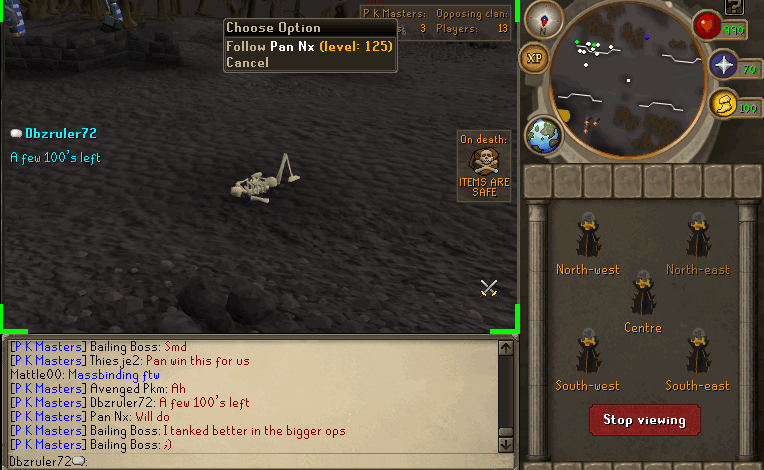 P K Masters: Opposing clan:
s: 3 Players: 13
Choose Option
Follow Pan Nx (level: 125)
Cancel
Dbzruler72
A few 100's left
On death:
ITEMS ARE
SAFE
N
XP
?
990
70
100
North-west North-east
Centre
South-west South-east
Stop viewing
[P K Masters] Bailing Boss: Smd
[P K Masters] Thies je2: Pan win this for us
Mattle00: Massbinding ftw
[P K Masters] Avenged Pkm: Ah
[P K Masters] Dbzruler72: A few 100's left
[P K Masters] Pan Nx: Will do
[P K Masters] Bailing Boss: I tanked better in the bigger ops
[P K Masters] Bailing Boss: ;)
Dbzruler72: